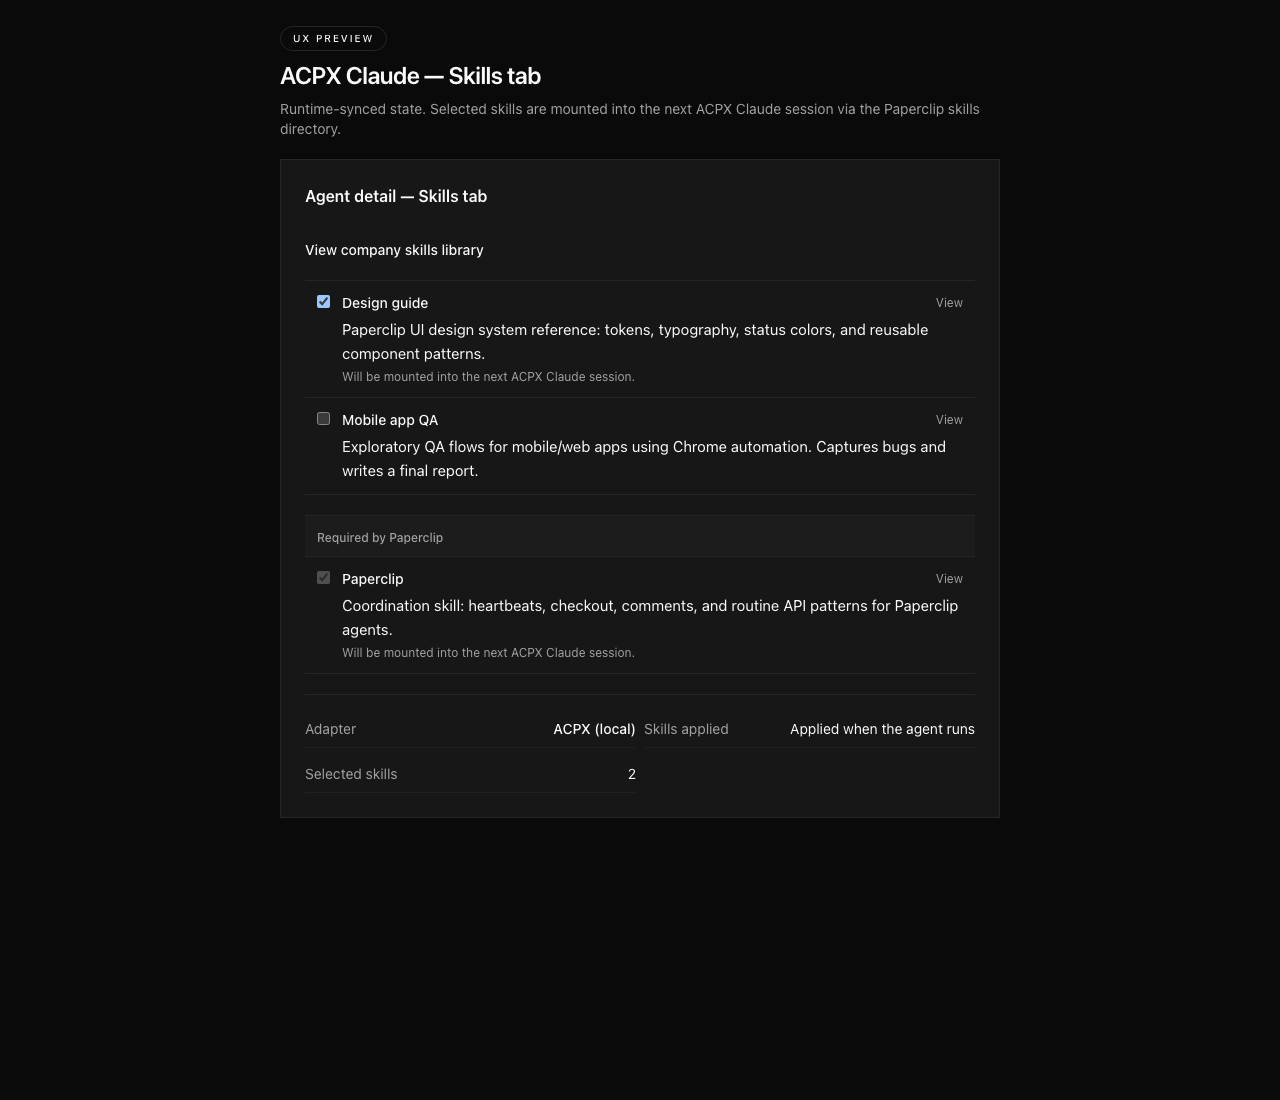 UX PREVIEW
ACPX Claude — Skills tab
Runtime-synced state. Selected skills are mounted into the next ACPX Claude session via the Paperclip skills
directory.
Agent detail — Skills tab
View company skills library
Design guide View
Paperclip UI design system reference: tokens, typography, status colors, and reusable
component patterns.
Will be mounted into the next ACPX Claude session.
Mobile app QA View
Exploratory QA flows for mobile/web apps using Chrome automation. Captures bugs and
writes a final report.
Required by Paperclip
Paperclip View
Coordination skill: heartbeats, checkout, comments, and routine API patterns for Paperclip
agents.
Will be mounted into the next ACPX Claude session.
Adapter ACPX (local) Skills applied Applied when the agent runs
Selected skills 2